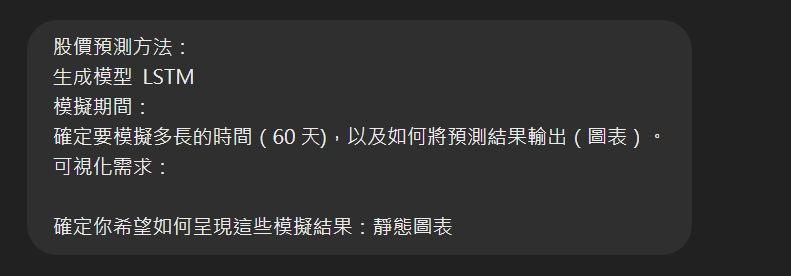 股價預測方法：
生成模型 LSTM
模擬期間：
確定要模擬多長的時間（60 天)，以及如何將預測結果輸出（圖表）。
可視化需求：
確定你希望如何呈現這些模擬結果：靜態圖表